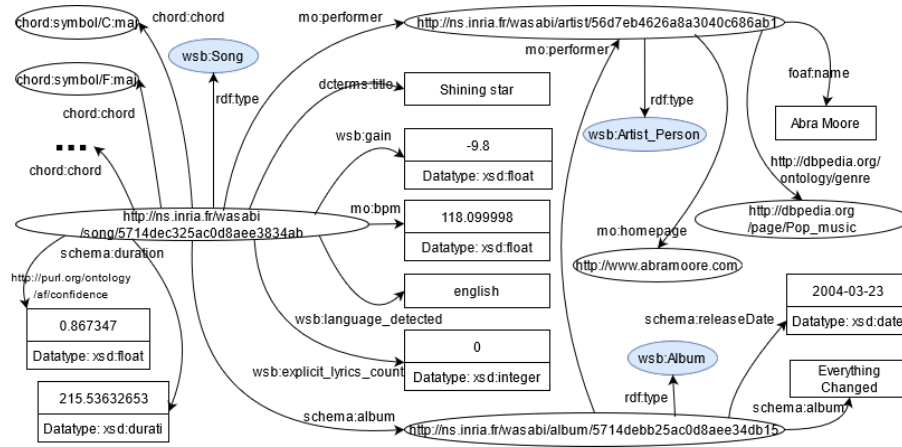 chord:symbol/C:maj
chord:chord
mo:performer
http://ns.inria.fr/wasabi/artist/56d7eb4626a8a3040c686ab1
mo:performer
wsb:Song
foaf:name
chord:symbol/F:maj
dcterms:title
Shining star
rdf:type
rdf:type
chord:chord
Abra Moore
wsb:gain
wsb:Artist_Person
-9.8
Datatype: xsd:float
...
chord:chord
http://dbpedia.org/
ontology/genre
mo:bpm
118.099998
Datatype: xsd:float
http://ns.inria.fr/wasabi
/song/5714dec325ac0d8aee3834ab
http://dbpedia.org
/page/Pop_music
mo:homepage
schema:duration
http://www.abramoore.com
http://purl.org/ontology
/af/confidence
english
2004-03-23
Datatype: xsd:date
wsb:language_detected
schema:releaseDate
0.867347
Datatype: xsd:float
0
Datatype: xsd:integer
wsb:Album
wsb:explicit_lyrics_count
Everything
Changed
215.53632653
Datatype: xsd:durati
rdf:type
schema:album
schema:album
http://ns.inria.fr/wasabi/album/5714debb25ac0d8aee34db15